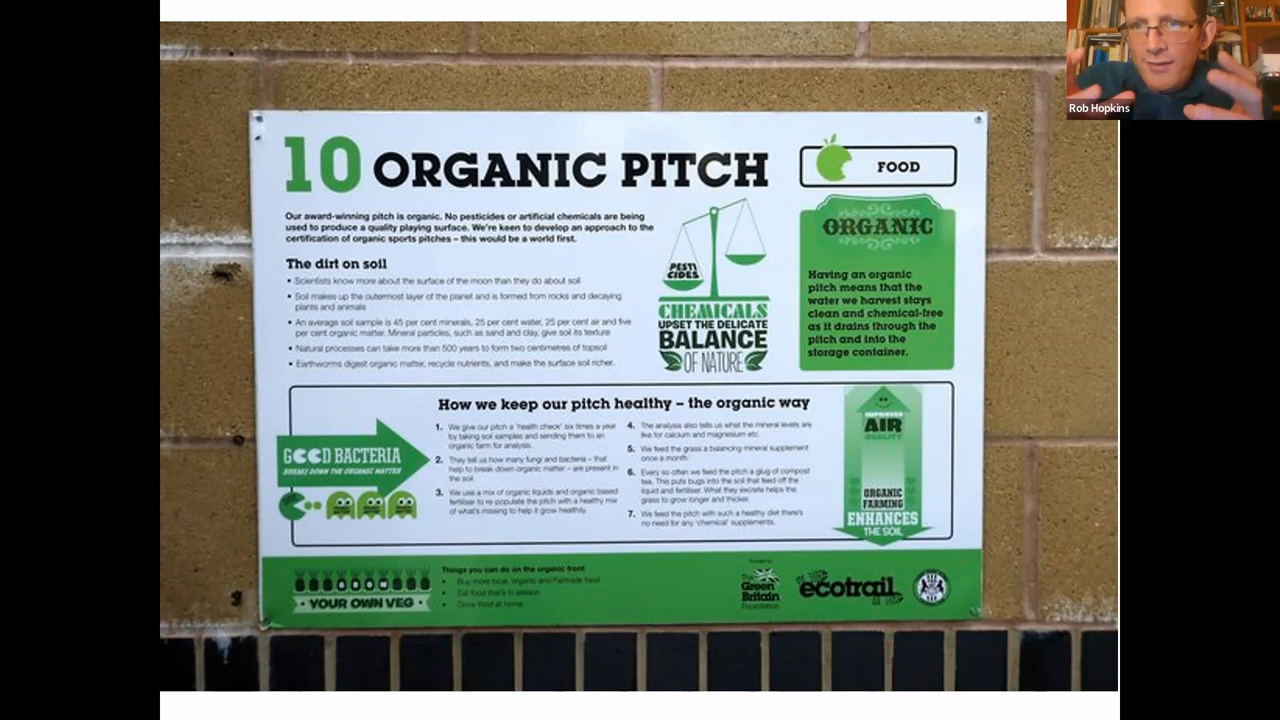 Rob Hopkins
10 ORGANIC PITCH
FOOD
Our award-winning pitch is organic. No pesticides or artificial chemicals are being
used to produce a quality playing surface. We're keen to develop an approach to the
certification of organic sports pitches – this would be a world first.
The dirt on soil
• Scientists know more about the surface of the moon than they do about soil
• Soil makes up the outermost layer of the planet and is formed from rocks and decaying
plants and animals
• An average soil sample is 45 per cent minerals, 25 per cent water, 25 per cent air and five
per cent organic matter. Mineral particles, such as sand and clay, give soil its texture
• Natural processes can take more than 500 years to form two centimetres of topsoil
• Earthworms digest organic matter, recycle nutrients, and make the surface soil richer.
PESTI
CIDES
CHEMICALS
UPSET THE DELICATE
BALANCE
OF NATURE
ORGANIC
Having an organic
pitch means that the
water we harvest stays
clean and chemical-free
as it drains through the
pitch and into the
storage container.
How we keep our pitch healthy – the organic way
GOOD BACTERIA
BREAK DOWN THE ORGANIC MATTER
1. We give our pitch a 'health check' six times a year
by taking soil samples and sending them to an
organic farm for analysis.
2. They tell us how many fungi and bacteria – that
help to break down organic matter – are present in
the soil.
3. We use a mix of organic liquids and organic based
fertiliser to re-populate the pitch with a healthy mix
of what's missing to help it grow healthily.
4. The analysis also tells us what the mineral levels are
like for calcium and magnesium etc.
5. We feed the grass a balancing mineral supplement
once a month.
6. Every so often we feed the pitch a glug of compost
tea. This puts bugs into the soil that feed off the
liquid and fertiliser. What they excrete helps the
grass to grow longer and thicker.
7. We feed the pitch with such a healthy diet there's
no need for any 'chemical' supplements.
IMPROVED
AIR
QUALITY
ORGANIC
FARMING
ENHANCES
THE SOIL
GROW
YOUR OWN VEG
Things you can do on the organic front
• Buy more local, organic and Fairtrade food
• Eat food that's in season
• Grow food at home
The
Green
Britain
Foundation
ecotrail